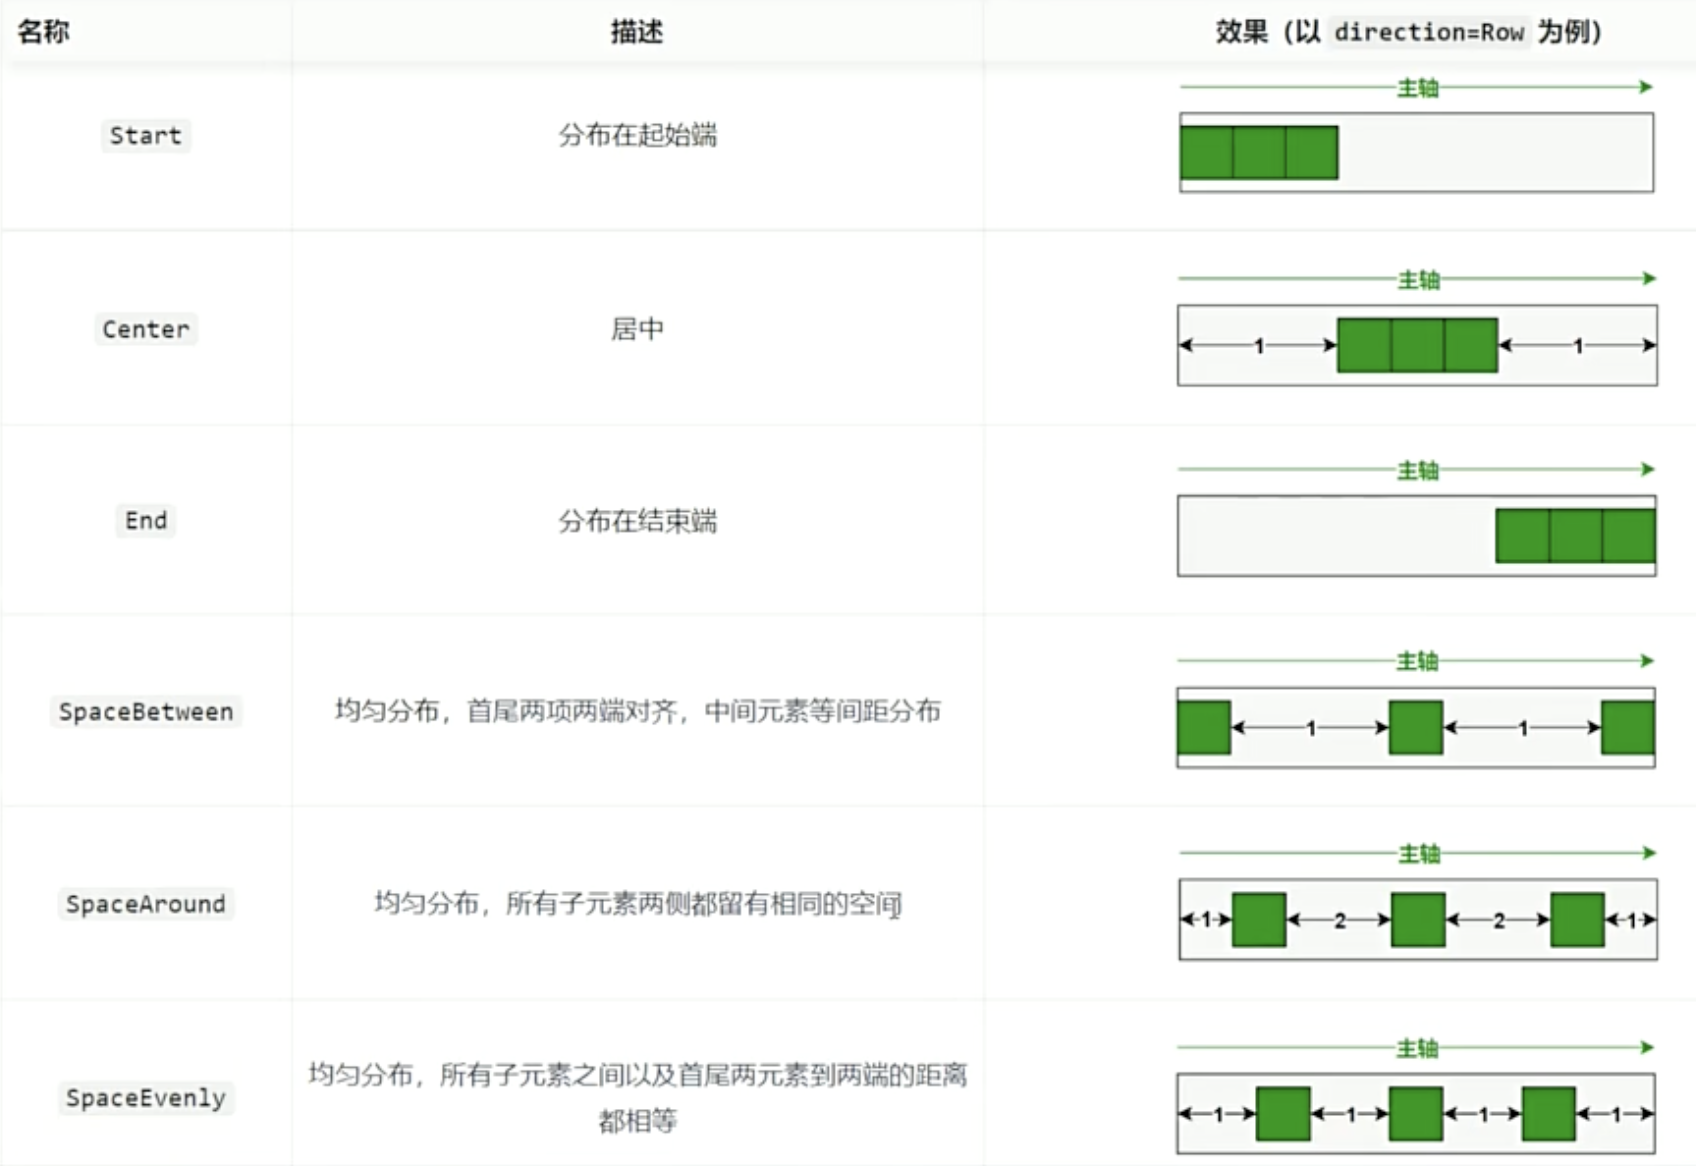 名称 描述 效果（以 direction=Row 为例）
主轴
Start 分布在起始端
主轴
Center 居中
1 1
主轴
End 分布在结束端
主轴
SpaceBetween 均匀分布，首尾两项两端对齐，中间元素等间距分布
1 1
主轴
SpaceAround 均匀分布，所有子元素两侧都留有相同的空间
1 2 2 1
主轴
SpaceEvenly 均匀分布，所有子元素之间以及首尾两元素到两端的距离
都相等
1 1 1 1